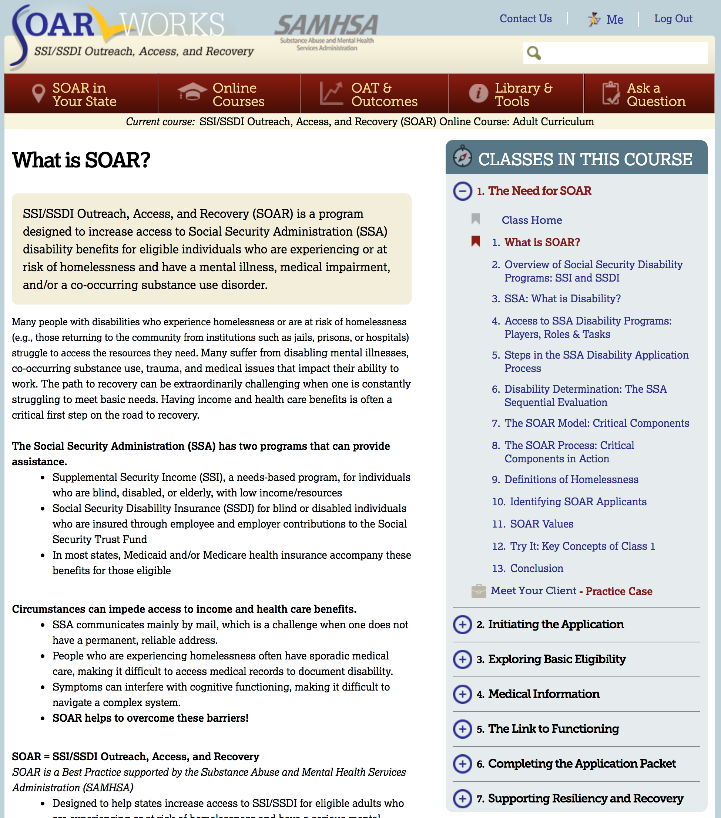 SOAR WORKS
SSI/SSDI Outreach, Access, and Recovery
SAMHSA
Substance Abuse and Mental Health
Services Administration
Contact Us
Me
Log Out
SOAR in
Your State
Online
Courses
OAT &
Outcomes
Library &
Tools
Ask a
Question
Current course: SSI/SSDI Outreach, Access, and Recovery (SOAR) Online Course: Adult Curriculum
What is SOAR?
SSI/SSDI Outreach, Access, and Recovery (SOAR) is a program
designed to increase access to Social Security Administration (SSA)
disability benefits for eligible individuals who are experiencing or at
risk of homelessness and have a mental illness, medical impairment,
and/or a co-occurring substance use disorder.
Many people with disabilities who experience homelessness or are at risk of homelessness
(e.g., those returning to the community from institutions such as jails, prisons, or hospitals)
struggle to access the resources they need. Many suffer from disabling mental illnesses,
co-occurring substance use, trauma, and medical issues that impact their ability to
work. The path to recovery can be extraordinarily challenging when one is constantly
struggling to meet basic needs. Having income and health care benefits is often a
critical first step on the road to recovery.
The Social Security Administration (SSA) has two programs that can provide
assistance.
• Supplemental Security Income (SSI), a needs-based program, for individuals
who are blind, disabled, or elderly, with low income/resources
• Social Security Disability Insurance (SSDI) for blind or disabled individuals
who are insured through employee and employer contributions to the Social
Security Trust Fund
• In most states, Medicaid and/or Medicare health insurance accompany these
benefits for those eligible
Circumstances can impede access to income and health care benefits.
• SSA communicates mainly by mail, which is a challenge when one does not
have a permanent, reliable address.
• People who are experiencing homelessness often have sporadic medical
care, making it difficult to access medical records to document disability.
• Symptoms can interfere with cognitive functioning, making it difficult to
navigate a complex system.
• SOAR helps to overcome these barriers!
SOAR = SSI/SSDI Outreach, Access, and Recovery
SOAR is a Best Practice supported by the Substance Abuse and Mental Health Services
Administration (SAMHSA)
• Designed to help states increase access to SSI/SSDI for eligible adults who
CLASSES IN THIS COURSE
1. The Need for SOAR
Class Home
1. What is SOAR?
2. Overview of Social Security Disability
Programs: SSI and SSDI
3. SSA: What is Disability?
4. Access to SSA Disability Programs:
Players, Roles & Tasks
5. Steps in the SSA Disability Application
Process
6. Disability Determination: The SSA
Sequential Evaluation
7. The SOAR Model: Critical Components
8. The SOAR Process: Critical
Components in Action
9. Definitions of Homelessness
10. Identifying SOAR Applicants
11. SOAR Values
12. Try It: Key Concepts of Class 1
13. Conclusion
Meet Your Client - Practice Case
2. Initiating the Application
3. Exploring Basic Eligibility
4. Medical Information
5. The Link to Functioning
6. Completing the Application Packet
7. Supporting Resiliency and Recovery